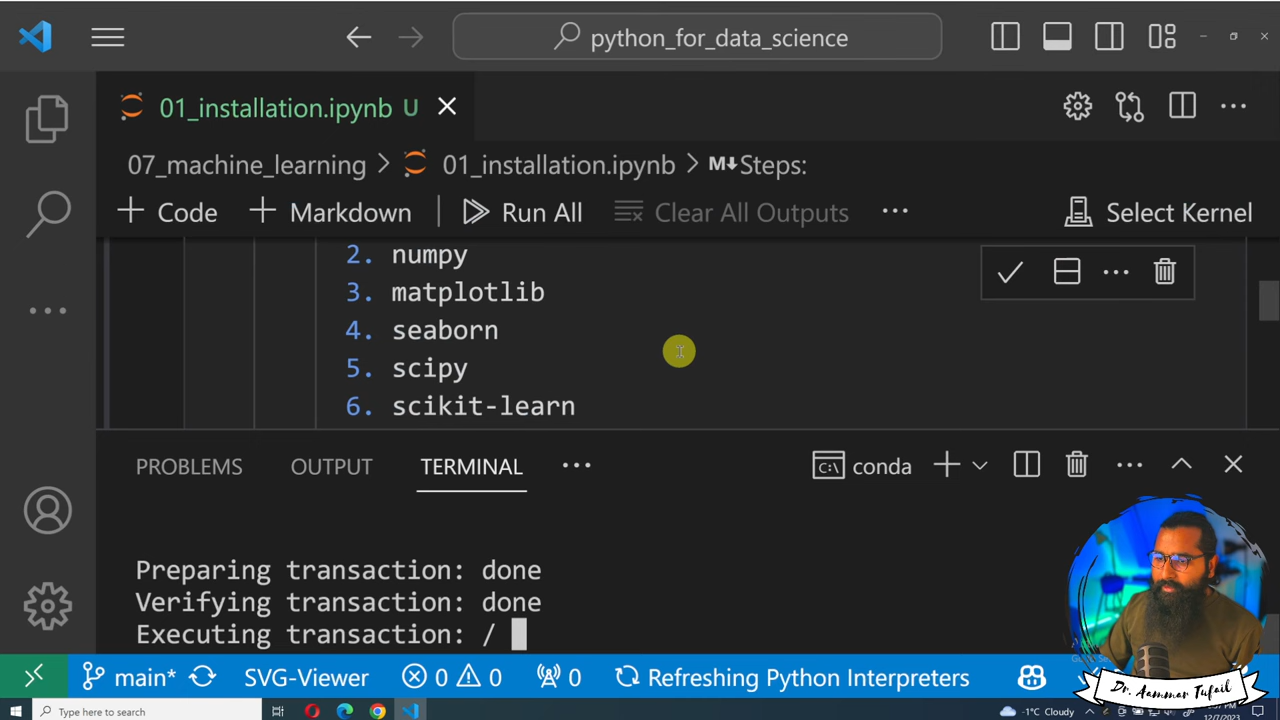 python_for_data_science
01_installation.ipynb U
07_machine_learning > 01_installation.ipynb > M↓Steps:
+ Code + Markdown Run All Clear All Outputs ... Select Kernel
2. numpy
3. matplotlib
4. seaborn
5. scipy
6. scikit-learn
PROBLEMS OUTPUT TERMINAL ... conda
Preparing transaction: done
Verifying transaction: done
Executing transaction: /
Dr. Aammar Tufail
main* SVG-Viewer 0 0 0 Refreshing Python Interpreters
Type here to search
-1°C Cloudy
12/7/2023